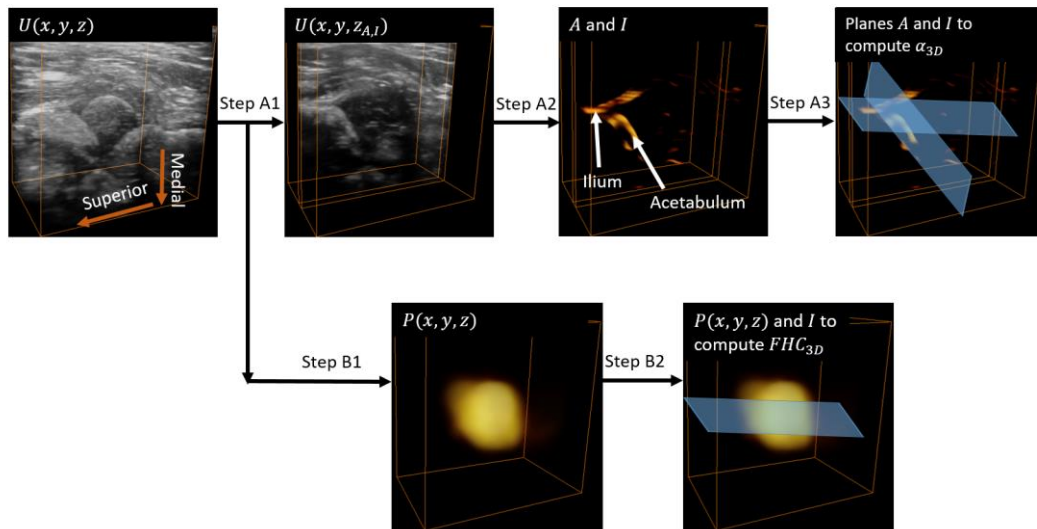 U(x, y, z)
Superior
Medial
Step A1
U(x, y, z_{A,I})
Step A2
A and I
Ilium
Acetabulum
Step A3
Planes A and I to
compute α_{3D}
Step B1
P(x, y, z)
Step B2
P(x, y, z) and I to
compute FHC_{3D}